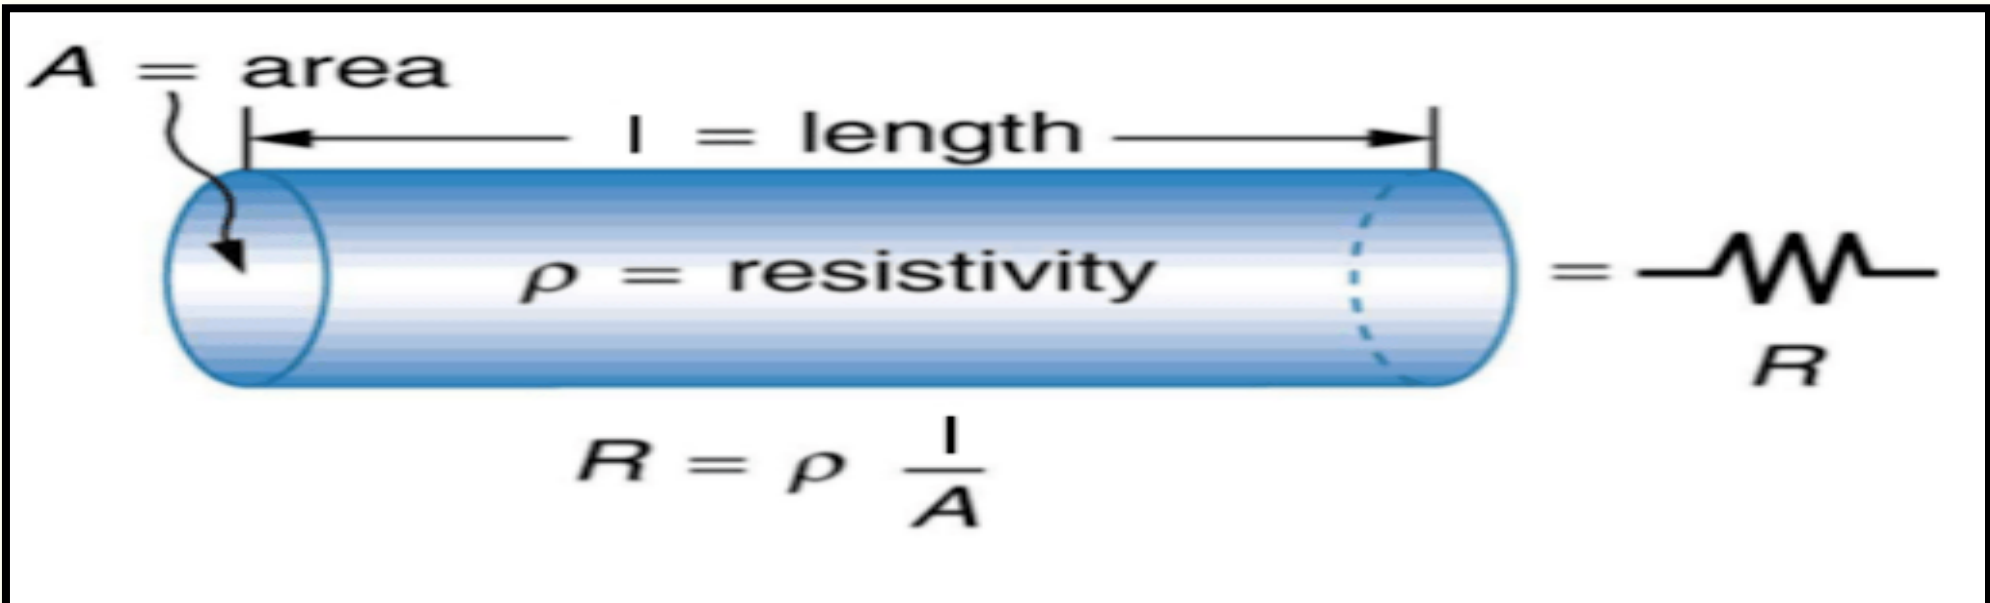 A = area
l = length
ρ = resistivity
=
R
R = ρ l/A